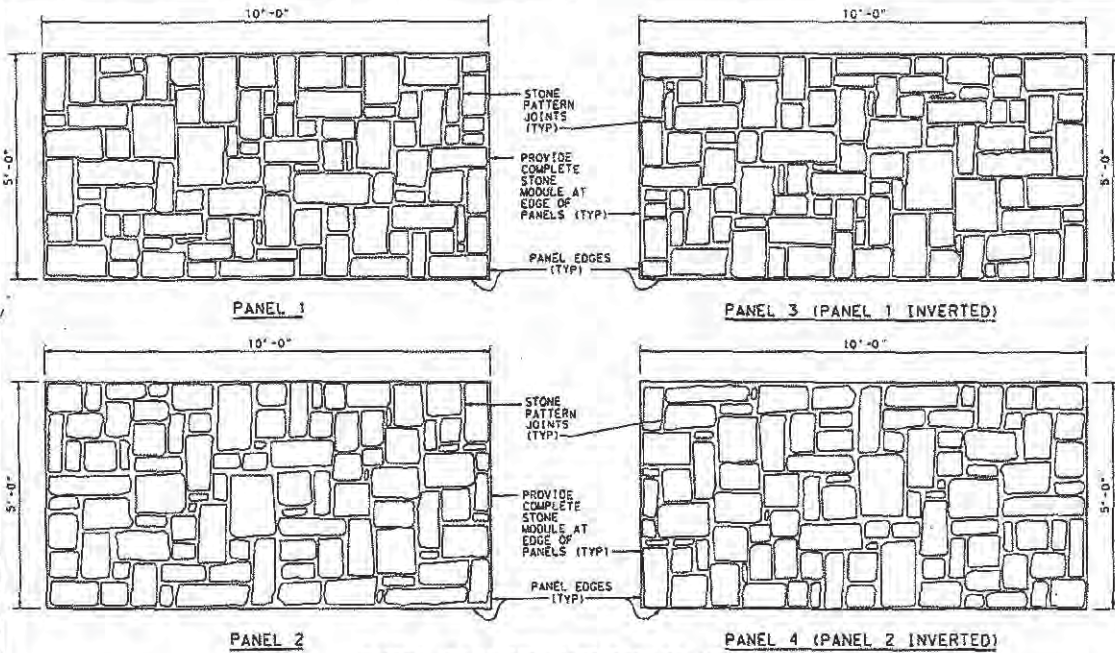 10'-0"
10'-0"
5'-0"
STONE
PATTERN
JOINTS
(TYP)
PROVIDE
COMPLETE
STONE
MODULE AT
EDGE OF
PANELS (TYP)
PANEL EDGES
(TYP)
5'-0"
PANEL 1
PANEL 3 (PANEL 1 INVERTED)
10'-0"
10'-0"
5'-0"
STONE
PATTERN
JOINTS
(TYP)
PROVIDE
COMPLETE
STONE
MODULE AT
EDGE OF
PANELS (TYP)
PANEL EDGES
(TYP)
5'-0"
PANEL 2
PANEL 4 (PANEL 2 INVERTED)